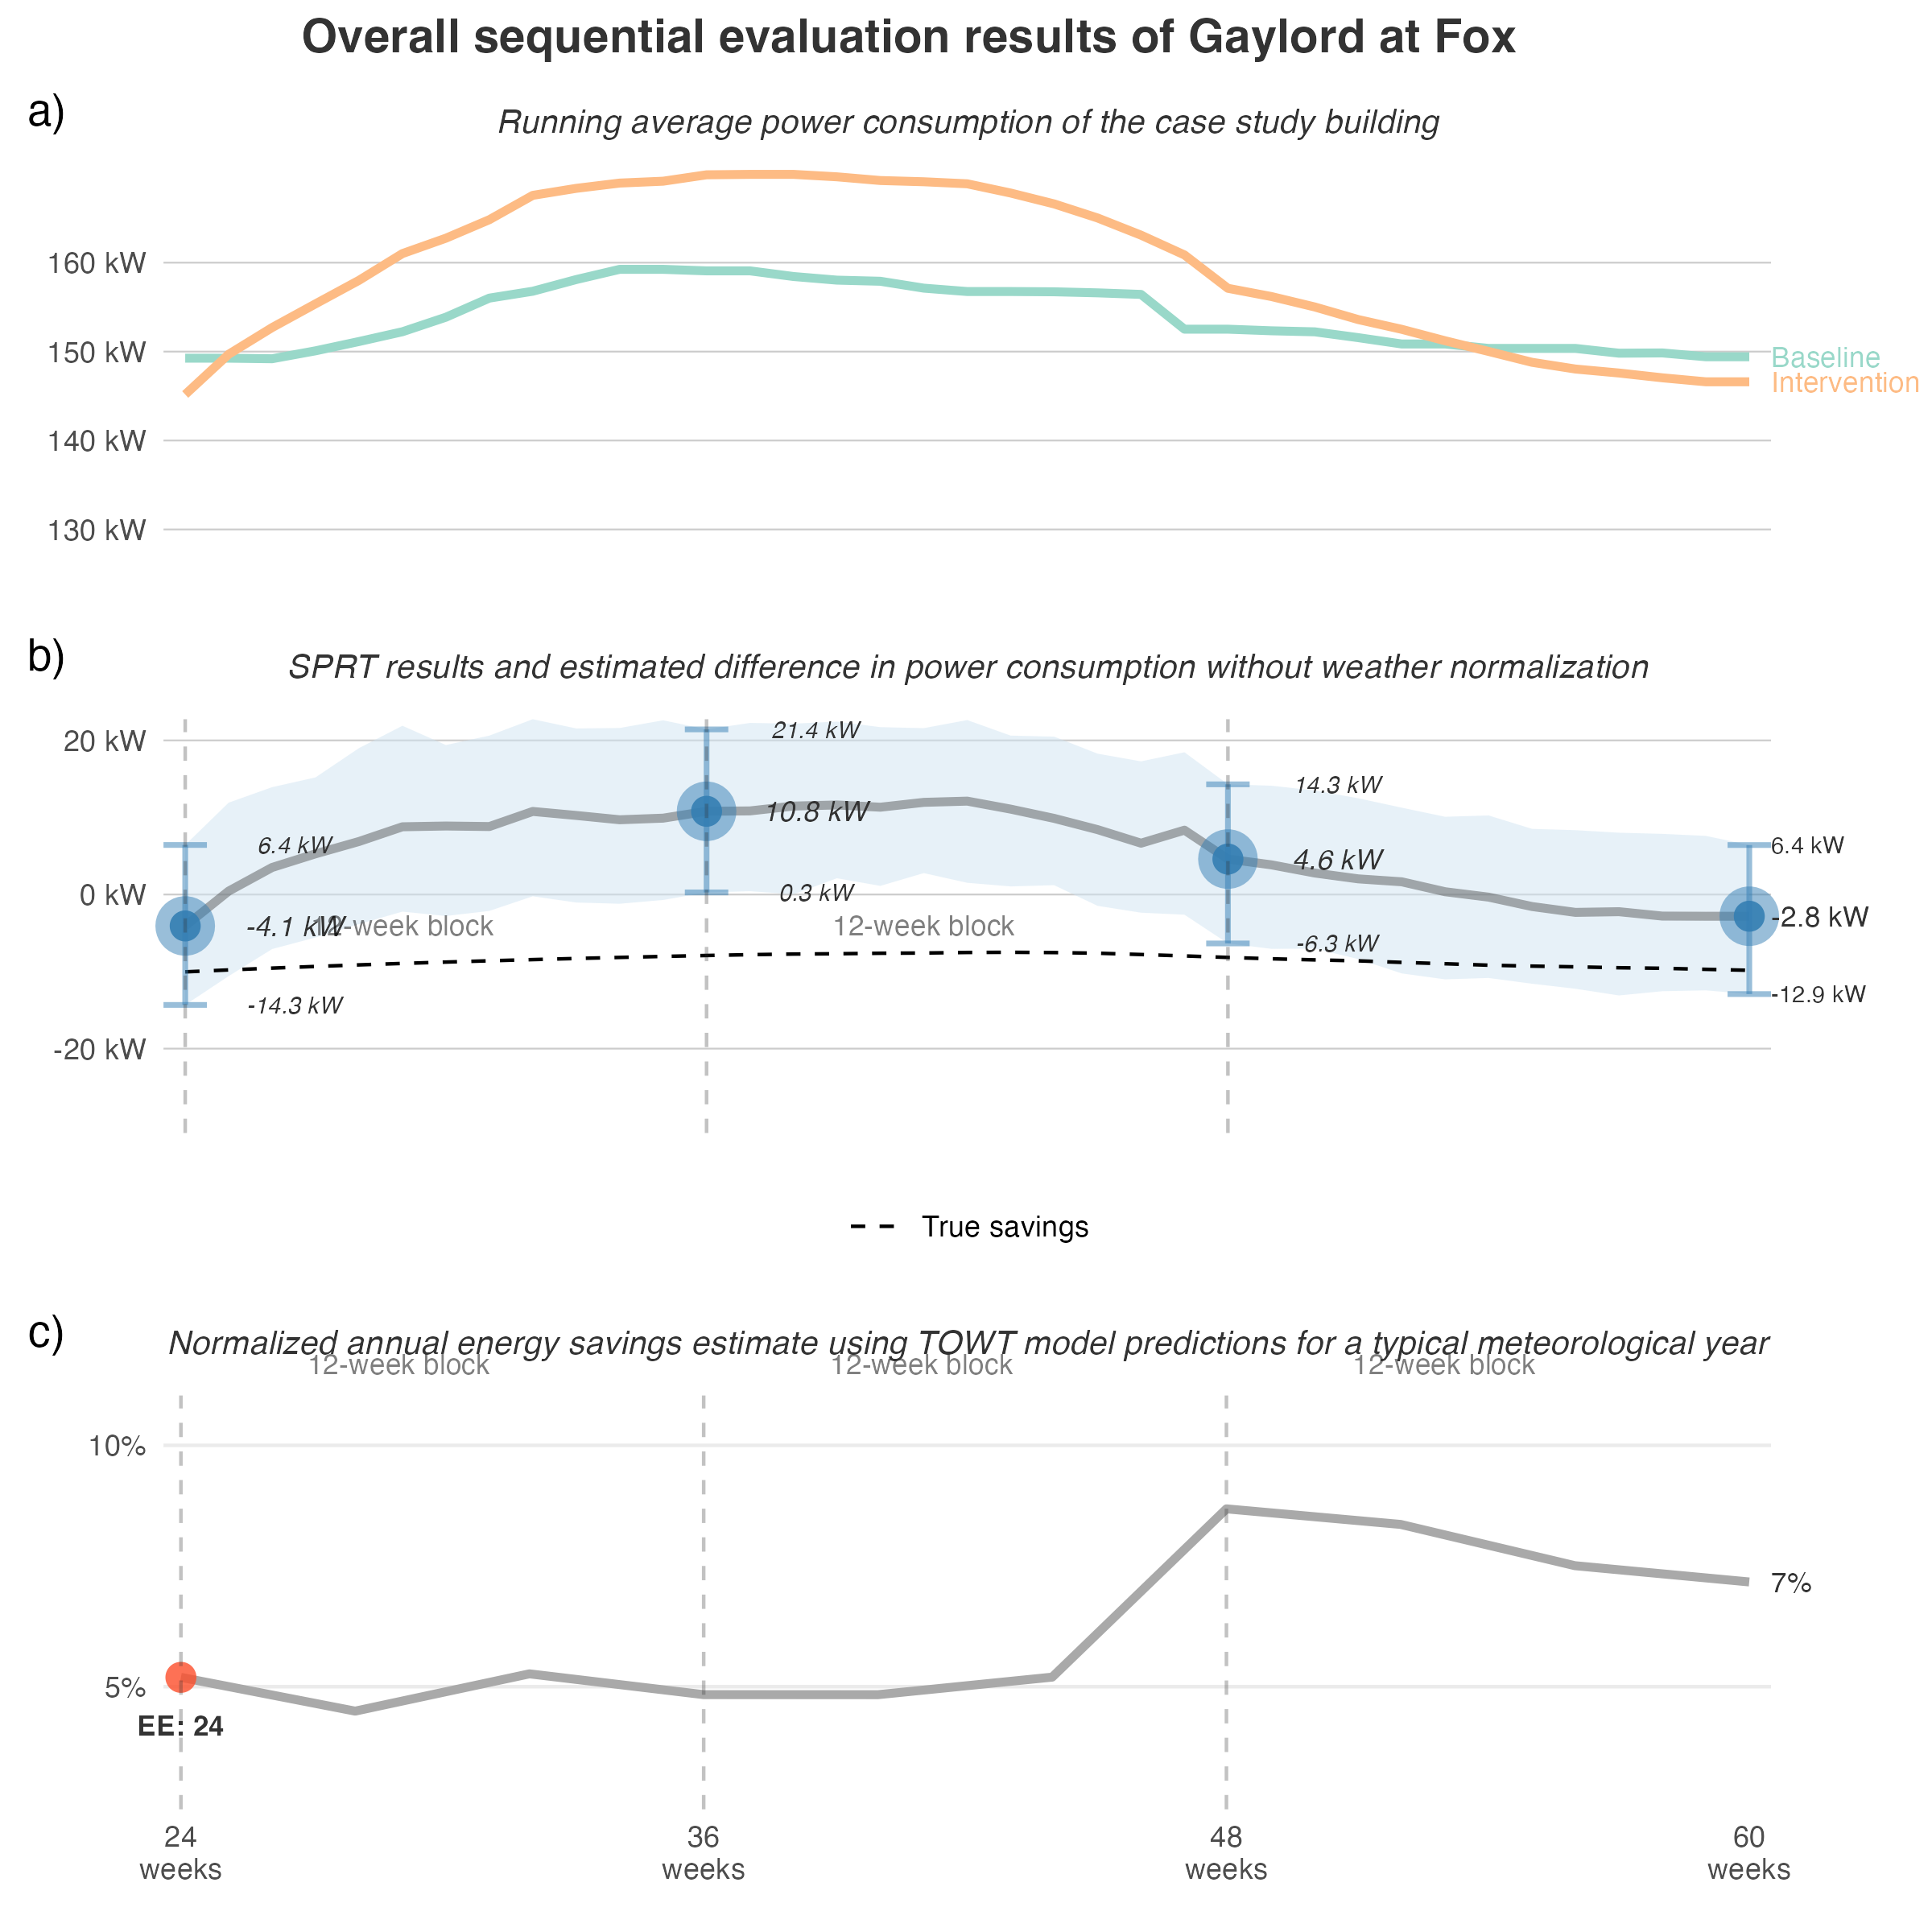 Overall sequential evaluation results of Gaylord at Fox
a)
Running average power consumption of the case study building
160 kW
150 kW
140 kW
130 kW
Baseline
Intervention
b)
SPRT results and estimated difference in power consumption without weather normalization
20 kW
0 kW
-20 kW
6.4 kW
-4.1 kW
-14.3 kW
12-week block
21.4 kW
10.8 kW
0.3 kW
12-week block
14.3 kW
4.6 kW
-6.3 kW
6.4 kW
-2.8 kW
-12.9 kW
True savings
c)
Normalized annual energy savings estimate using TOWT model predictions for a typical meteorological year
12-week block
12-week block
12-week block
10%
5%
7%
EE: 24
24
weeks
36
weeks
48
weeks
60
weeks